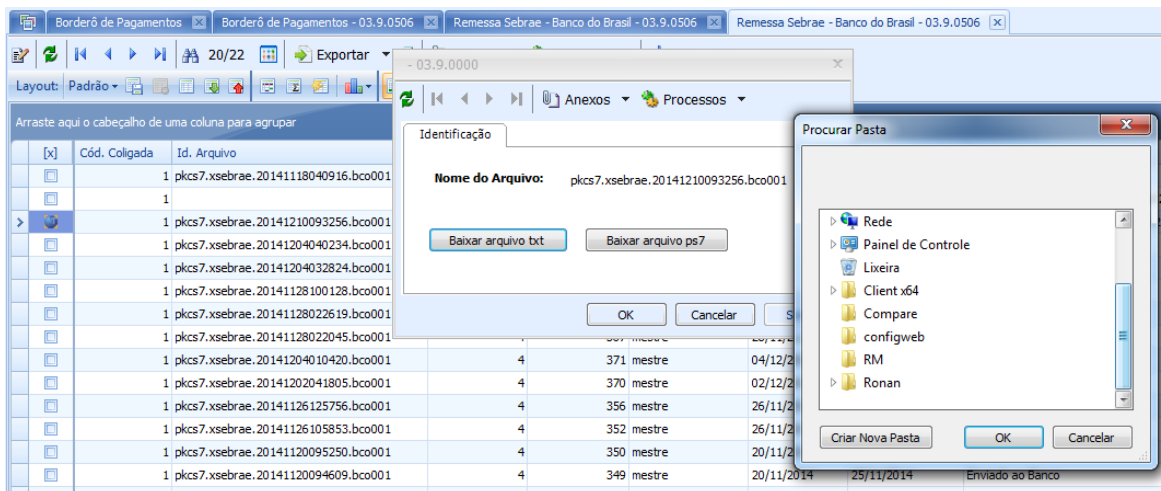 Borderô de Pagamentos
Borderô de Pagamentos - 03.9.0506
Remessa Sebrae - Banco do Brasil - 03.9.0506
Remessa Sebrae - Banco do Brasil - 03.9.0506
20/22
Exportar
Layout: Padrão
Arraste aqui o cabeçalho de uma coluna para agrupar
[x] Cód. Coligada Id. Arquivo
1 pkcs7.xsebrae.20141118040916.bco001
1
1 pkcs7.xsebrae.20141210093256.bco001
1 pkcs7.xsebrae.20141204040234.bco001
1 pkcs7.xsebrae.20141204032824.bco001
1 pkcs7.xsebrae.20141128100128.bco001
1 pkcs7.xsebrae.20141128022619.bco001
1 pkcs7.xsebrae.20141128022045.bco001
1 pkcs7.xsebrae.20141204010420.bco001 4 371 mestre 04/12/2
1 pkcs7.xsebrae.20141202041805.bco001 4 370 mestre 02/12/2
1 pkcs7.xsebrae.20141126125756.bco001 4 356 mestre 26/11/2
1 pkcs7.xsebrae.20141126105853.bco001 4 352 mestre 26/11/2
1 pkcs7.xsebrae.20141120095250.bco001 4 350 mestre 20/11/2
1 pkcs7.xsebrae.20141120094609.bco001 4 349 mestre 20/11/2014 25/11/2014 Enviado ao Banco
- 03.9.0000
Anexos
Processos
Identificação
Nome do Arquivo: pkcs7.xsebrae.20141210093256.bco001
Baixar arquivo txt
Baixar arquivo ps7
OK
Cancelar
Procurar Pasta
Rede
Painel de Controle
Lixeira
Client x64
Compare
configweb
RM
Ronan
Criar Nova Pasta
OK
Cancelar